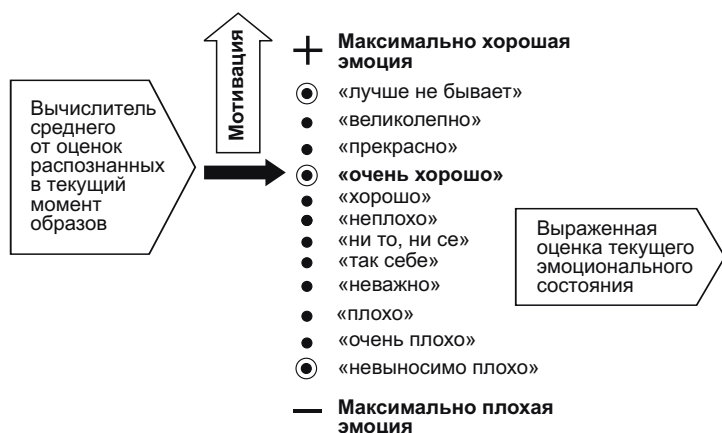 Вычислитель
среднего
от оценок
распознанных
в текущий
момент
образов
Мотивация
+ Максимально хорошая
эмоция
«лучше не бывает»
«великолепно»
«прекрасно»
«очень хорошо»
«хорошо»
«неплохо»
«ни то, ни се»
«так себе»
«неважно»
«плохо»
«очень плохо»
«невыносимо плохо»
— Максимально плохая
эмоция
Выраженная
оценка текущего
эмоционального
состояния